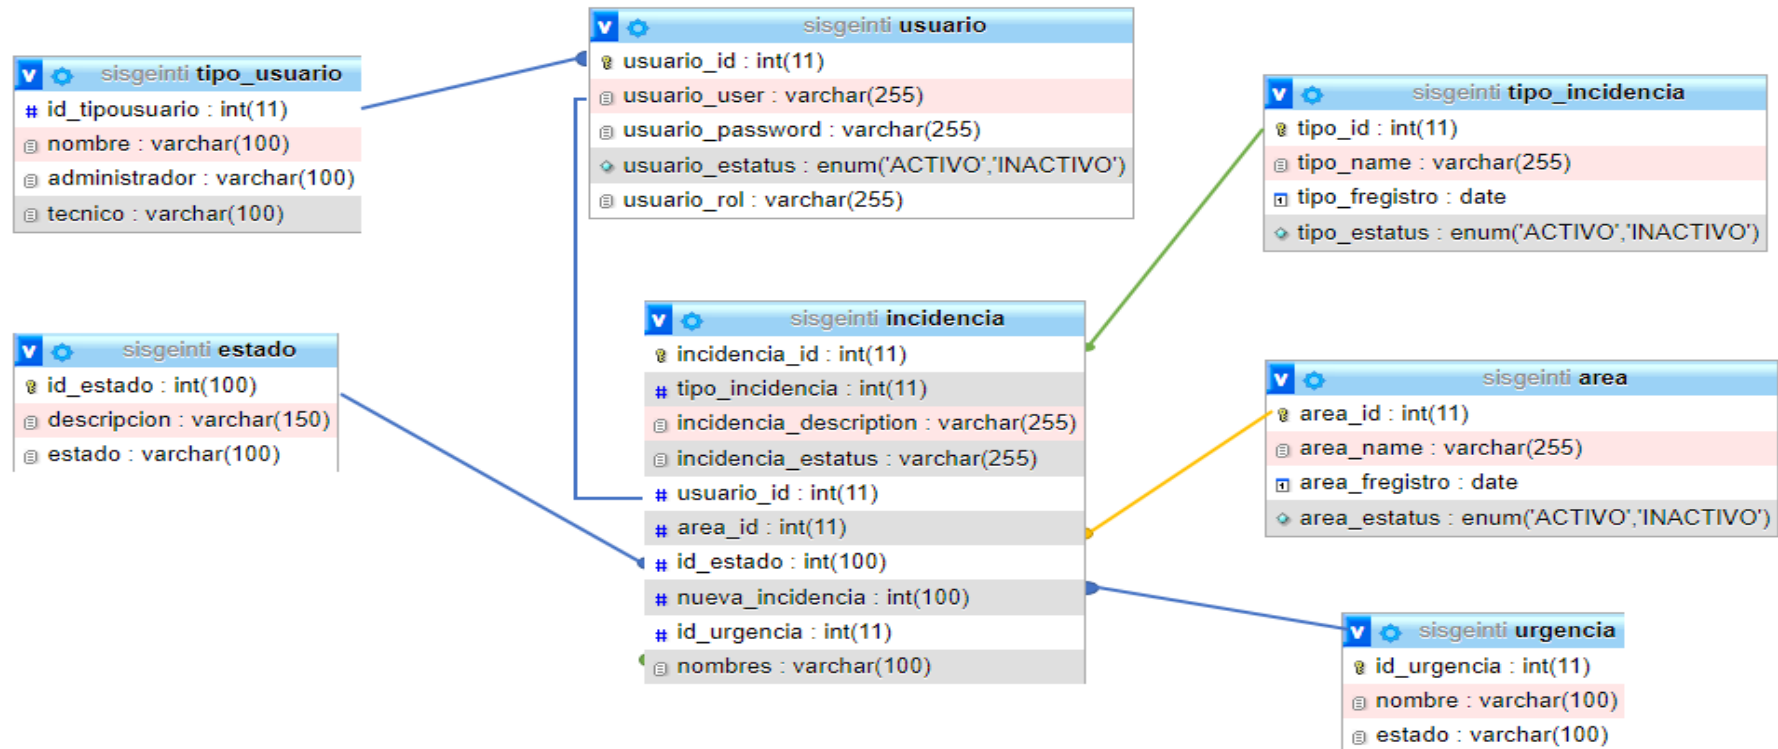 sisgeinti tipo_usuario
id_tipousuario : int(11)
nombre : varchar(100)
administrador : varchar(100)
tecnico : varchar(100)
sisgeinti usuario
usuario_id : int(11)
usuario_user : varchar(255)
usuario_password : varchar(255)
usuario_estatus : enum('ACTIVO','INACTIVO')
usuario_rol : varchar(255)
sisgeinti tipo_incidencia
tipo_id : int(11)
tipo_name : varchar(255)
tipo_fregistro : date
tipo_estatus : enum('ACTIVO','INACTIVO')
sisgeinti estado
id_estado : int(100)
descripcion : varchar(150)
estado : varchar(100)
sisgeinti incidencia
incidencia_id : int(11)
tipo_incidencia : int(11)
incidencia_description : varchar(255)
incidencia_estatus : varchar(255)
usuario_id : int(11)
area_id : int(11)
id_estado : int(100)
nueva_incidencia : int(100)
id_urgencia : int(11)
nombres : varchar(100)
sisgeinti area
area_id : int(11)
area_name : varchar(255)
area_fregistro : date
area_estatus : enum('ACTIVO','INACTIVO')
sisgeinti urgencia
id_urgencia : int(11)
nombre : varchar(100)
estado : varchar(100)